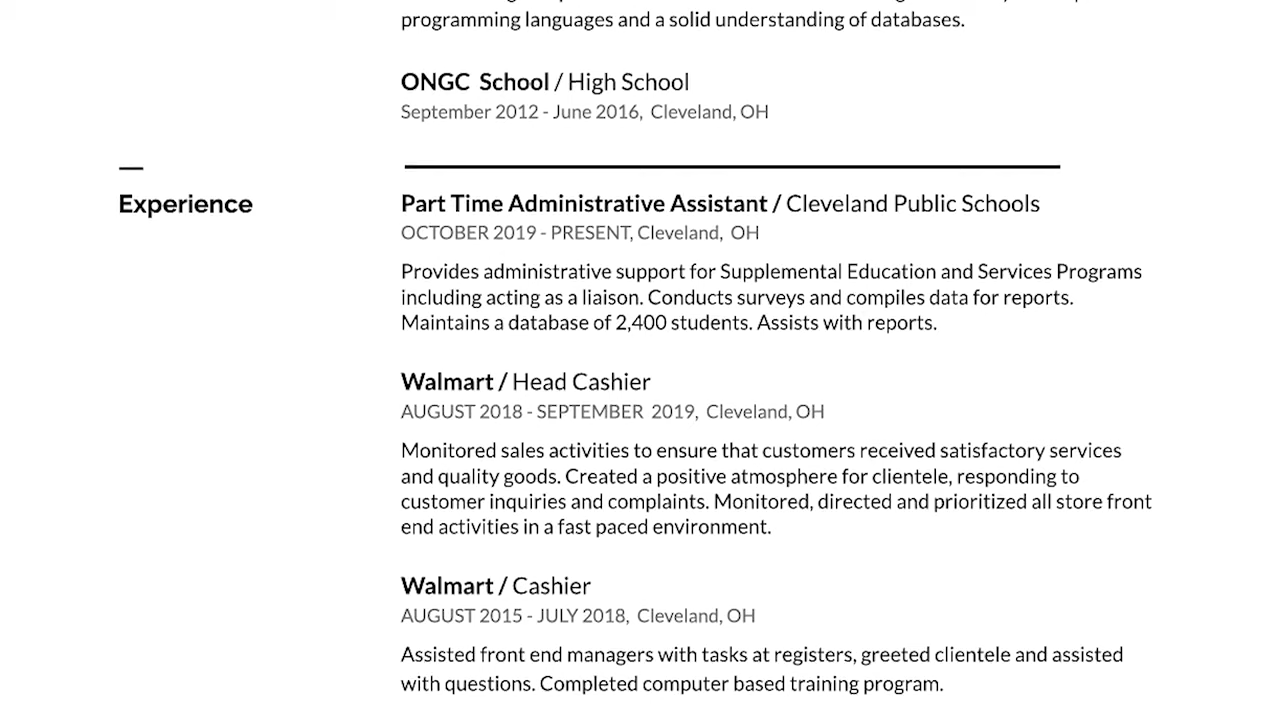 programming languages and a solid understanding of databases.
ONGC School / High School
September 2012 - June 2016, Cleveland, OH
Experience
Part Time Administrative Assistant / Cleveland Public Schools
OCTOBER 2019 - PRESENT, Cleveland, OH
Provides administrative support for Supplemental Education and Services Programs
including acting as a liaison. Conducts surveys and compiles data for reports.
Maintains a database of 2,400 students. Assists with reports.
Walmart / Head Cashier
AUGUST 2018 - SEPTEMBER 2019, Cleveland, OH
Monitored sales activities to ensure that customers received satisfactory services
and quality goods. Created a positive atmosphere for clientele, responding to
customer inquiries and complaints. Monitored, directed and prioritized all store front
end activities in a fast paced environment.
Walmart / Cashier
AUGUST 2015 - JULY 2018, Cleveland, OH
Assisted front end managers with tasks at registers, greeted clientele and assisted
with questions. Completed computer based training program.